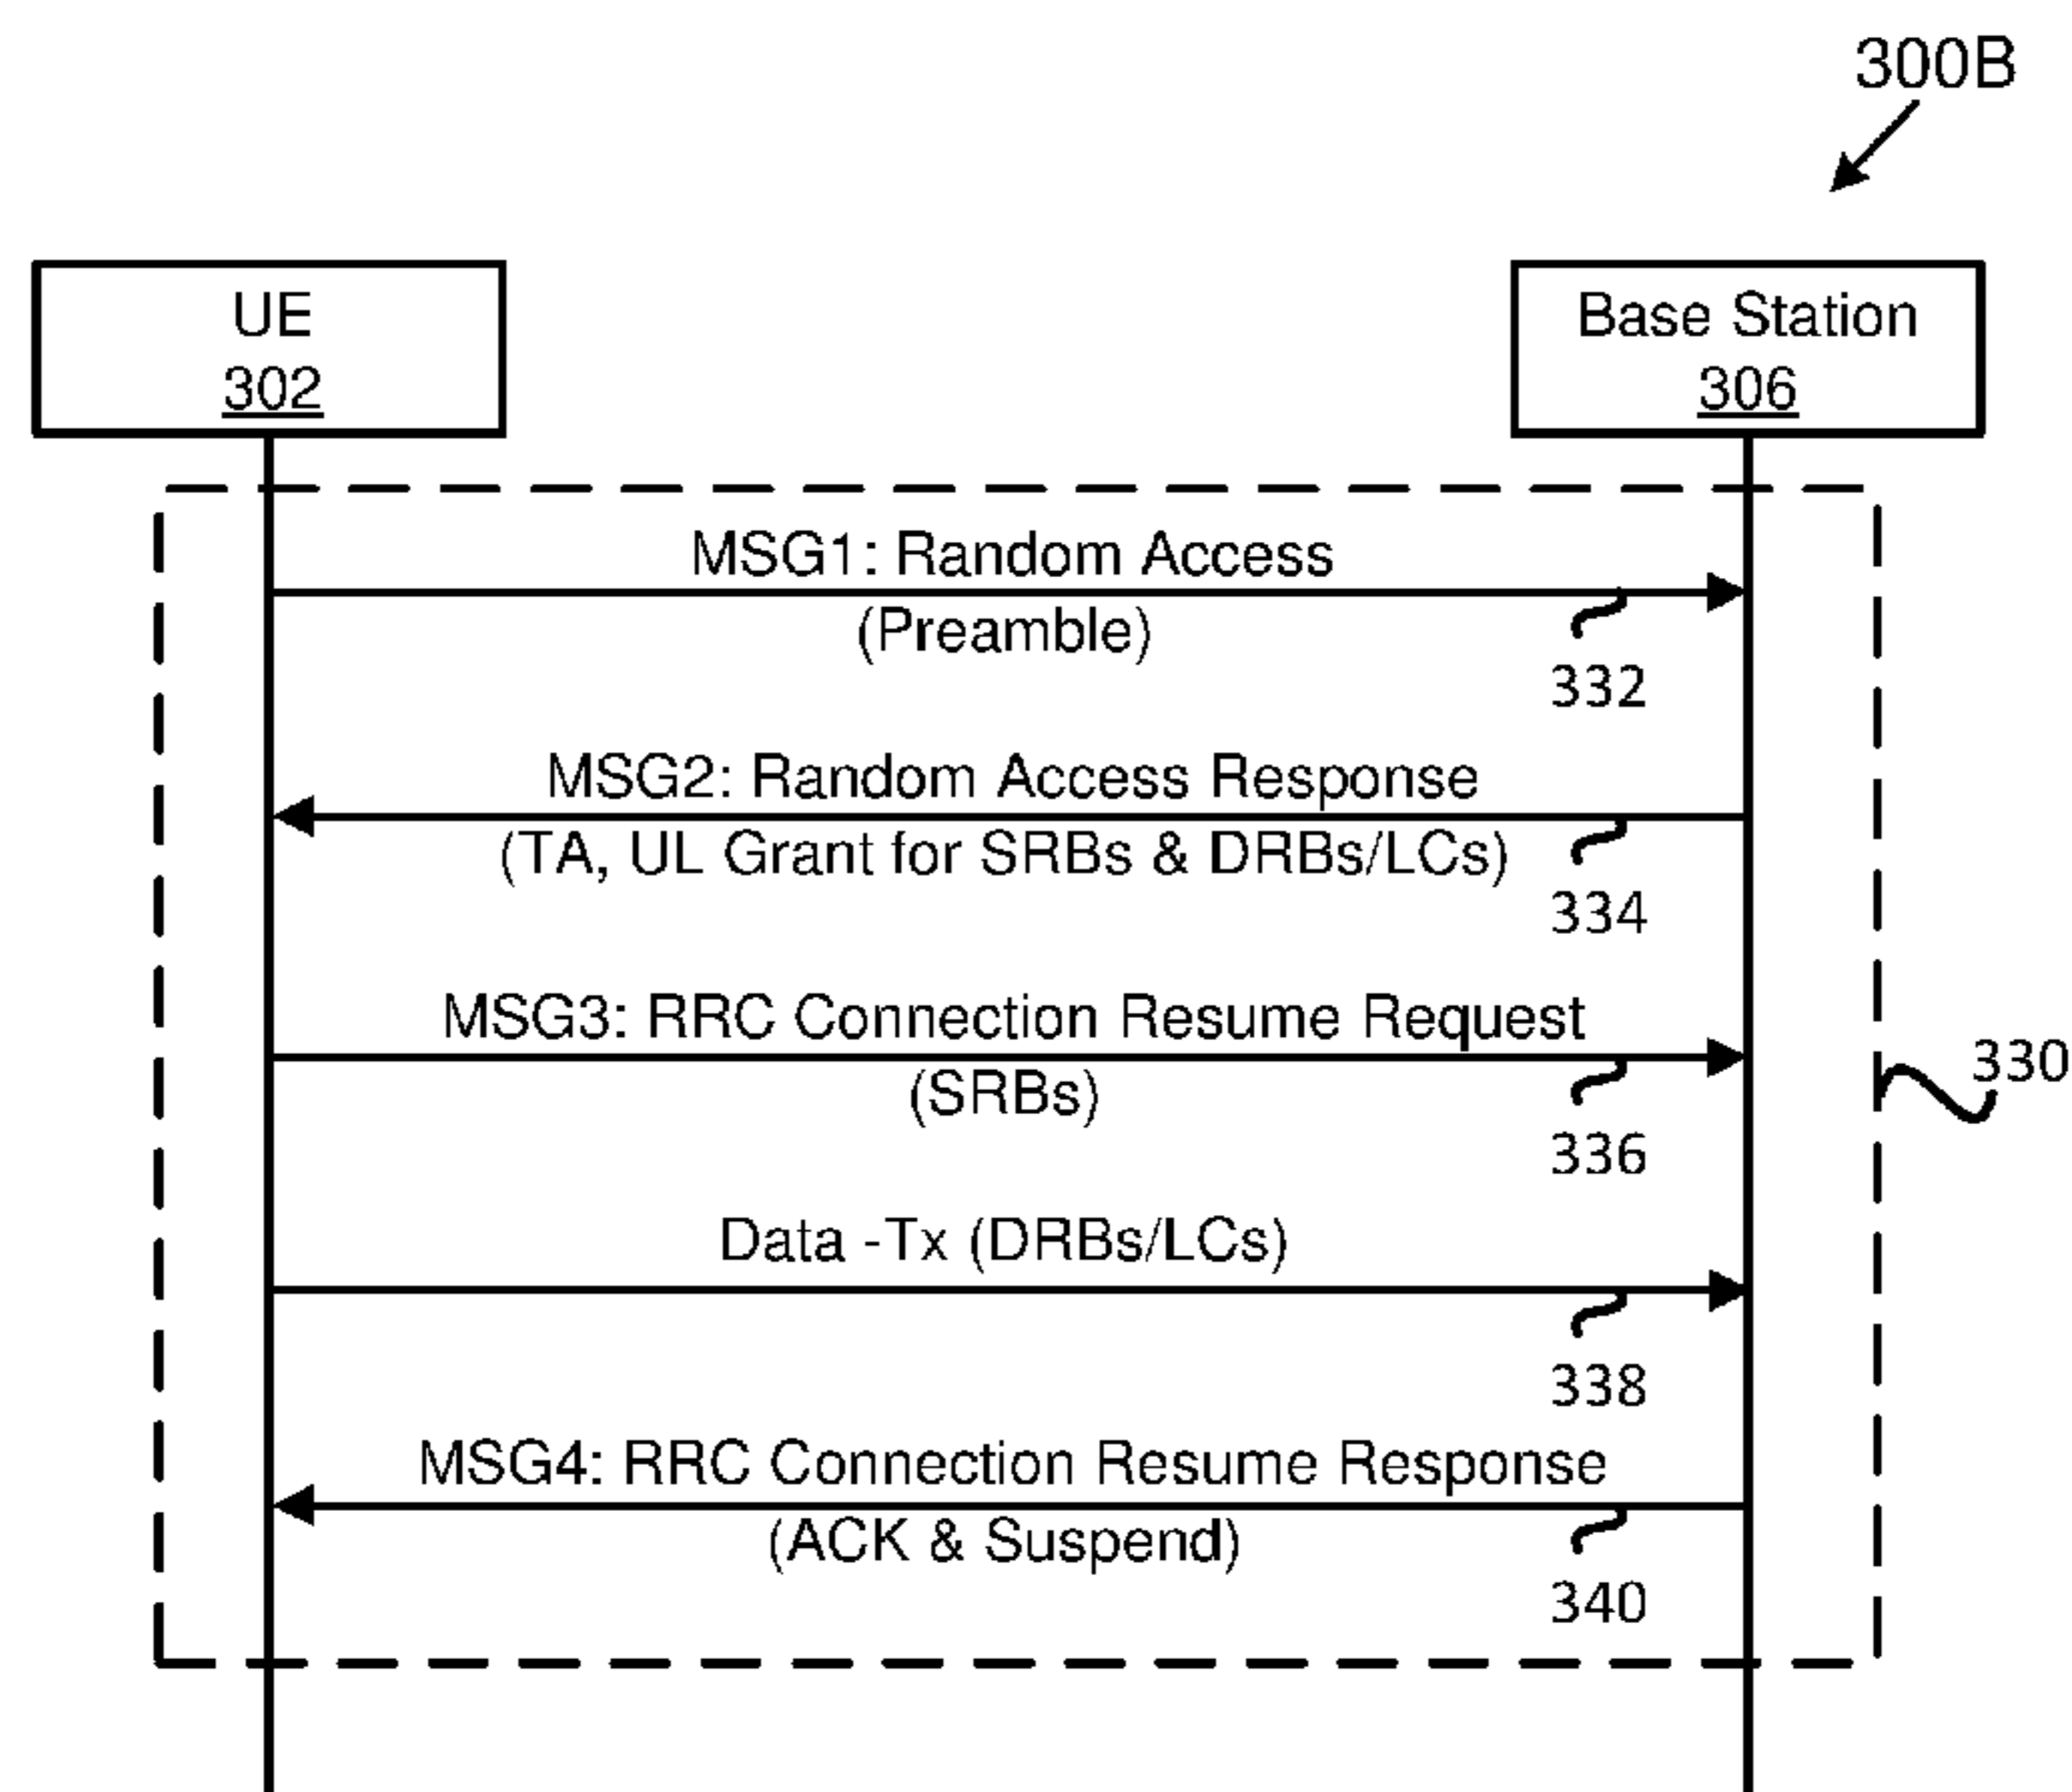 300B
UE
302
Base Station
306
MSG1: Random Access
(Preamble)
332
MSG2: Random Access Response
(TA, UL Grant for SRBs & DRBs/LCs)
334
MSG3: RRC Connection Resume Request
(SRBs)
330
336
Data -Tx (DRBs/LCs)
338
MSG4: RRC Connection Resume Response
(ACK & Suspend)
340